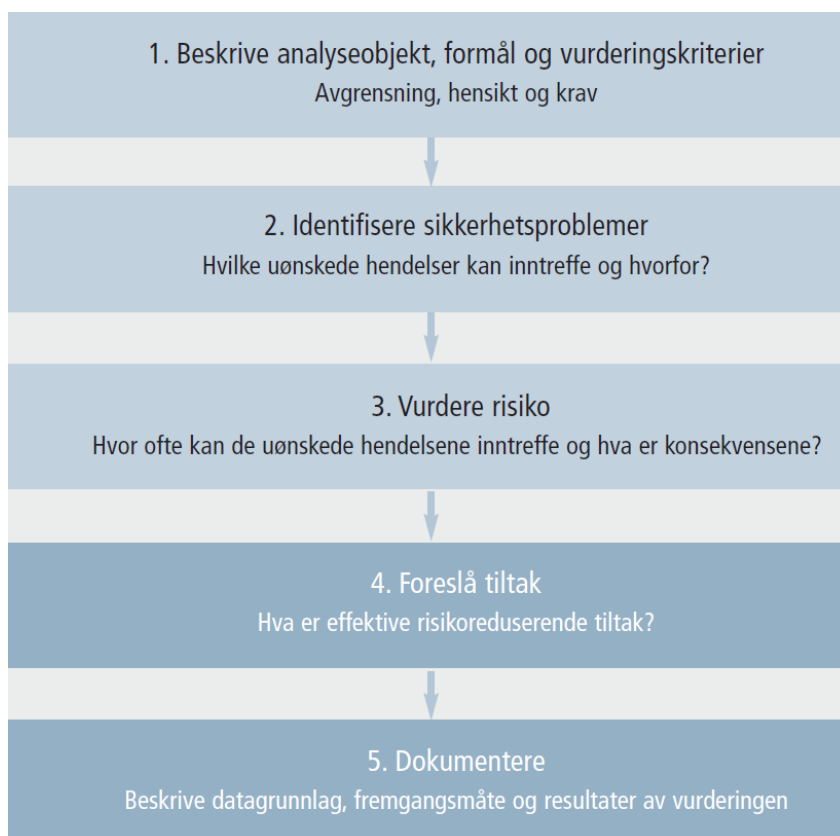 1. Beskrive analyseobjekt, formål og vurderingskriterier
Avgrensning, hensikt og krav
2. Identifisere sikkerhetsproblemer
Hvilke uønskede hendelser kan inntreffe og hvorfor?
3. Vurdere risiko
Hvor ofte kan de uønskede hendelsene inntreffe og hva er konsekvensene?
4. Foreslå tiltak
Hva er effektive risikoreduserende tiltak?
5. Dokumentere
Beskrive datagrunnlag, fremgangsmåte og resultater av vurderingen